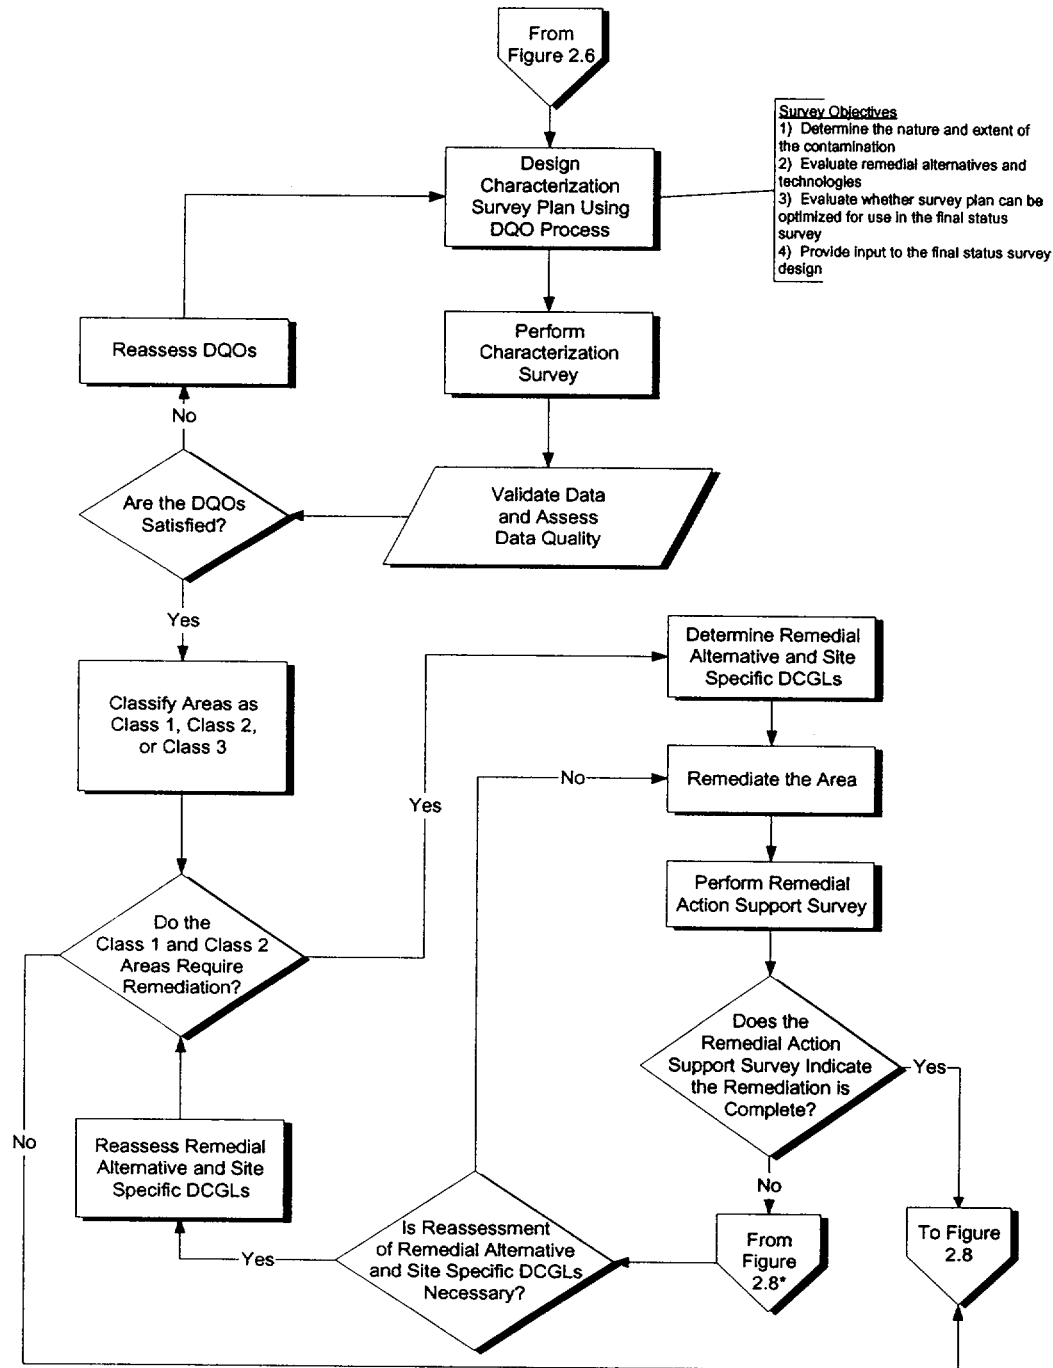 From
Figure 2.6
Survey Objectives
1) Determine the nature and extent of
the contamination
2) Evaluate remedial alternatives and
technologies
3) Evaluate whether survey plan can be
optimized for use in the final status
survey
4) Provide input to the final status survey
design
Design
Characterization
Survey Plan Using
DQO Process
Perform
Characterization
Survey
Reassess DQOs
No
Are the DQOs
Satisfied?
Validate Data
and Assess
Data Quality
Yes
Classify Areas as
Class 1, Class 2,
or Class 3
Determine Remedial
Alternative and Site
Specific DCGLs
No
Remediate the Area
Yes
Perform Remedial
Action Support Survey
Do the
Class 1 and Class 2
Areas Require
Remediation?
Does the
Remedial Action
Support Survey Indicate
the Remediation is
Complete?
Yes
No
Reassess Remedial
Alternative and Site
Specific DCGLs
No
Is Reassessment
of Remedial Alternative
and Site Specific DCGLs
Necessary?
Yes
From
Figure
2.8*
To Figure
2.8